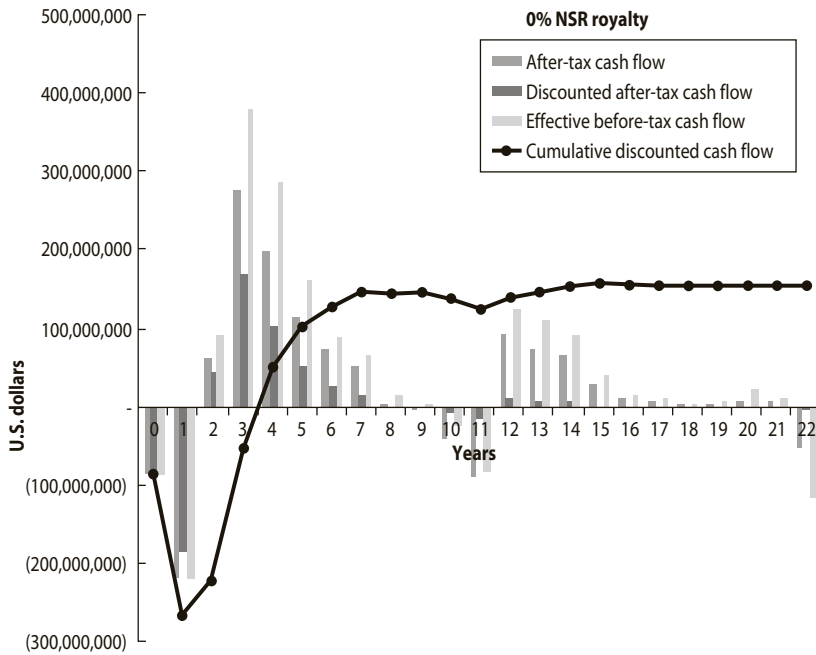 0% NSR royalty
After-tax cash flow
Discounted after-tax cash flow
Effective before-tax cash flow
Cumulative discounted cash flow
500,000,000
400,000,000
300,000,000
200,000,000
100,000,000
-
(100,000,000)
(200,000,000)
(300,000,000)
U.S. dollars
0 1 2 3 4 5 6 7 8 9 10 11 12 13 14 15 16 17 18 19 20 21 22
Years